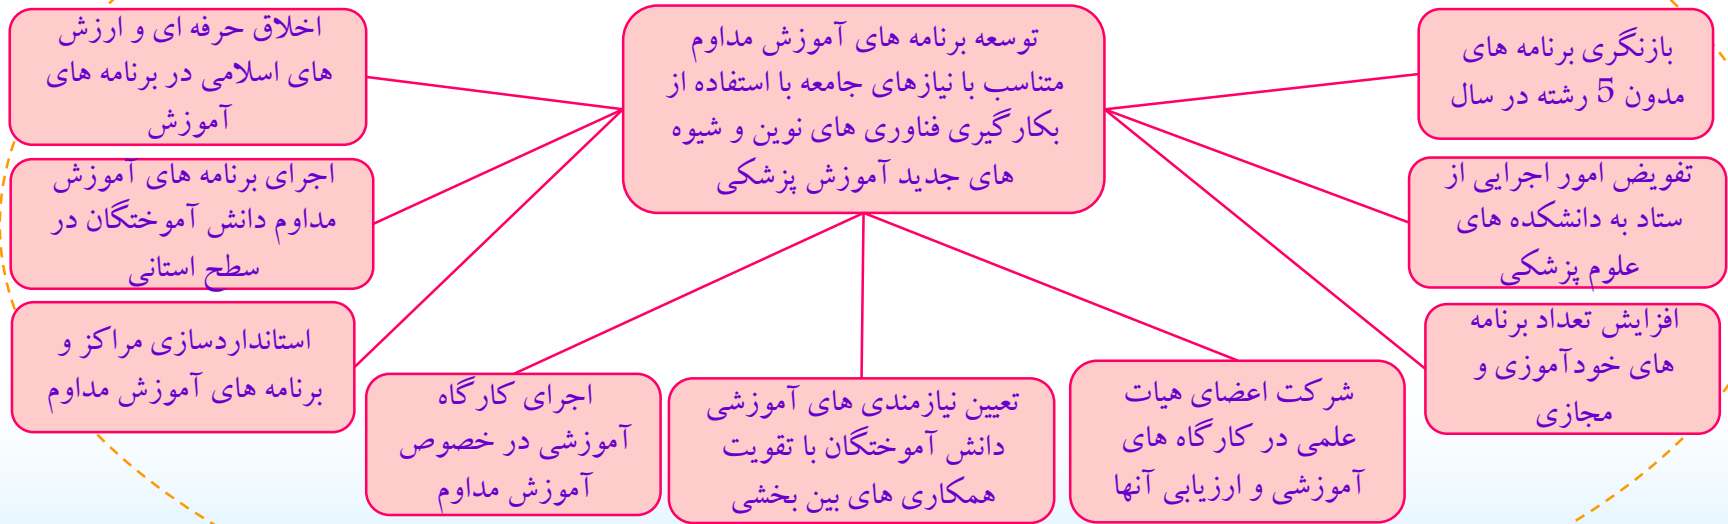 توسعه برنامه های آموزش مداوم
متناسب با نیازهای جامعه با استفاده از
بکارگیری فناوری های نوین و شیوه
های جدید آموزش پزشکی
بازنگری برنامه های
مدون 5 رشته در سال
تفویض امور اجرایی از
ستاد به دانشکده های
علوم پزشکی
افزایش تعداد برنامه
های خودآموزی و
مجازی
شرکت اعضای هیات
علمی در کارگاه های
آموزشی و ارزیابی آنها
تعیین نیازمندی های آموزشی
دانش آموختگان با تقویت
همکاری های بین بخشی
اجرای کارگاه
آموزشی در خصوص
آموزش مداوم
استانداردسازی مراکز و
برنامه های آموزش مداوم
اجرای برنامه های آموزش
مداوم دانش آموختگان در
سطح استانی
اخلاق حرفه ای و ارزش
های اسلامی در برنامه های
آموزش